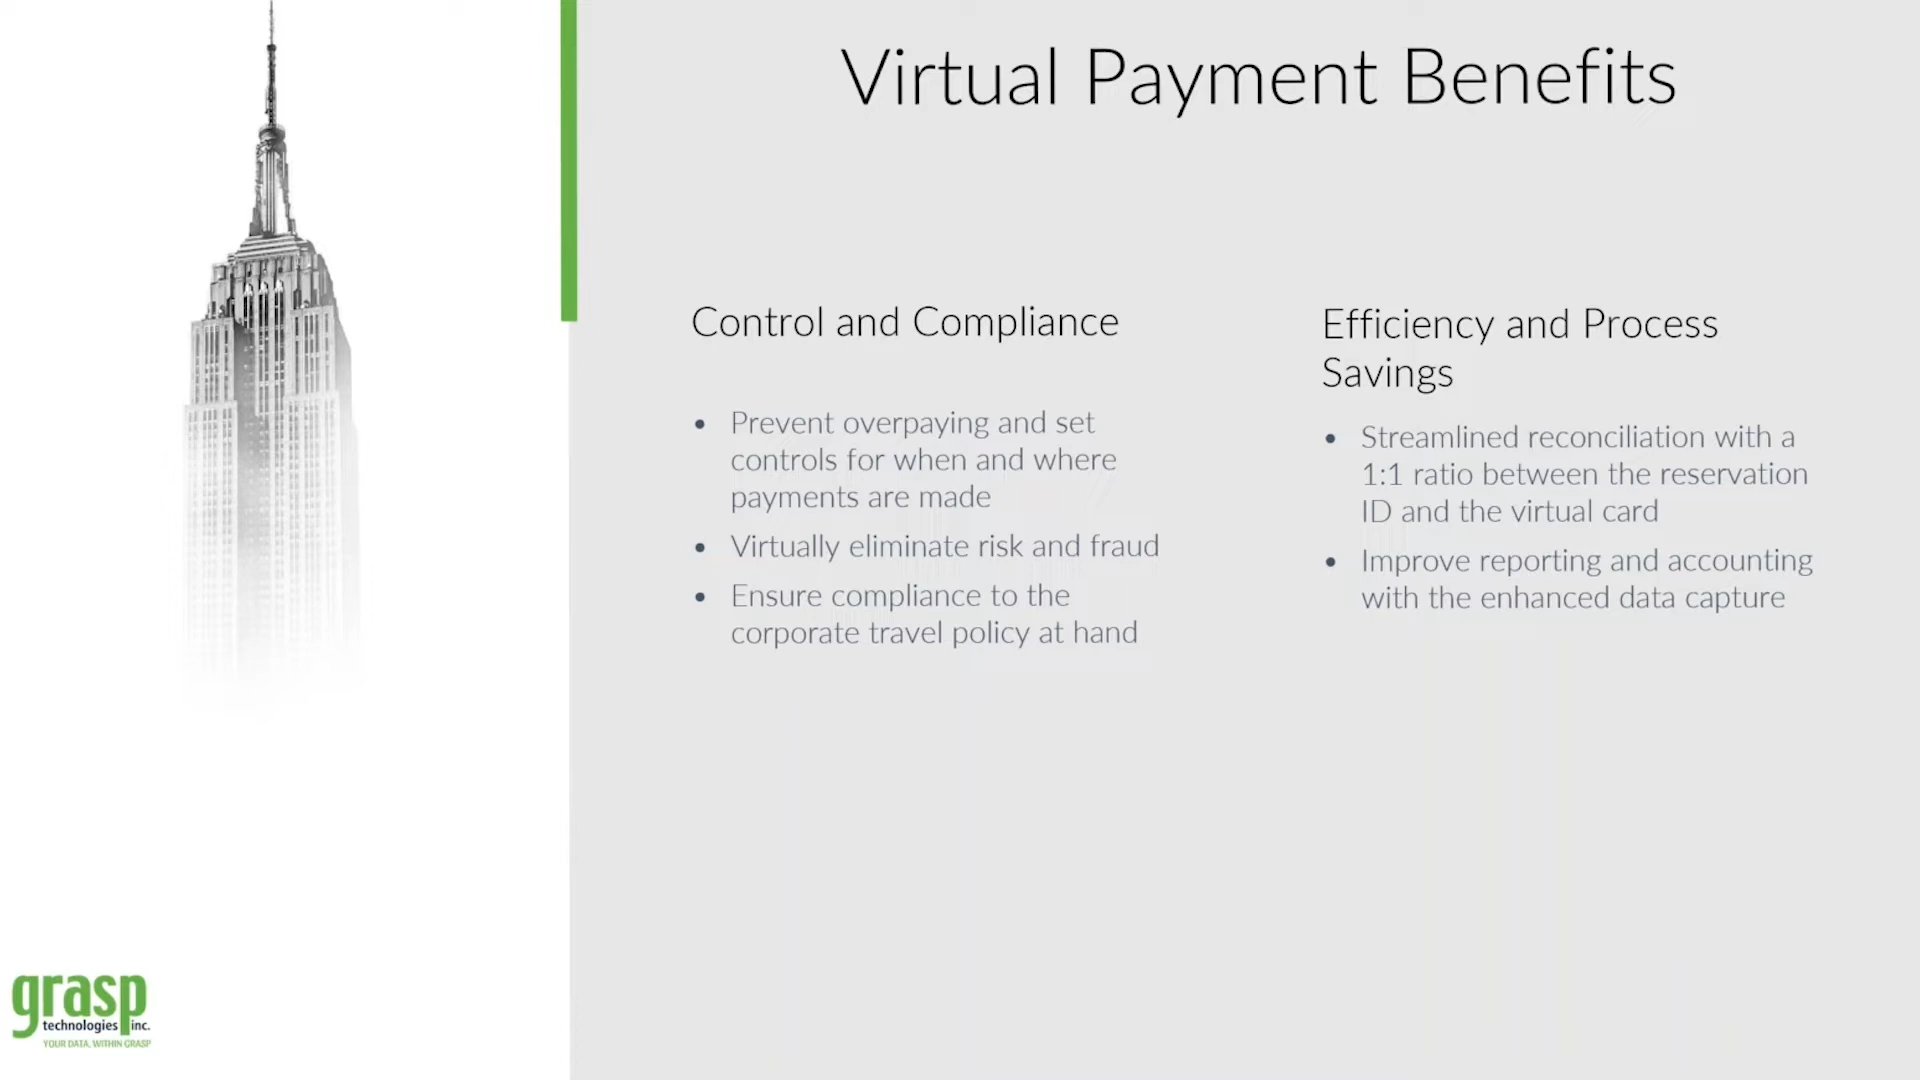 Virtual Payment Benefits
Control and Compliance
• Prevent overpaying and set
controls for when and where
payments are made
• Virtually eliminate risk and fraud
• Ensure compliance to the
corporate travel policy at hand
Efficiency and Process
Savings
• Streamlined reconciliation with a
1:1 ratio between the reservation
ID and the virtual card
• Improve reporting and accounting
with the enhanced data capture
grasp
technologies inc.
YOUR DATA, WITHIN GRASP